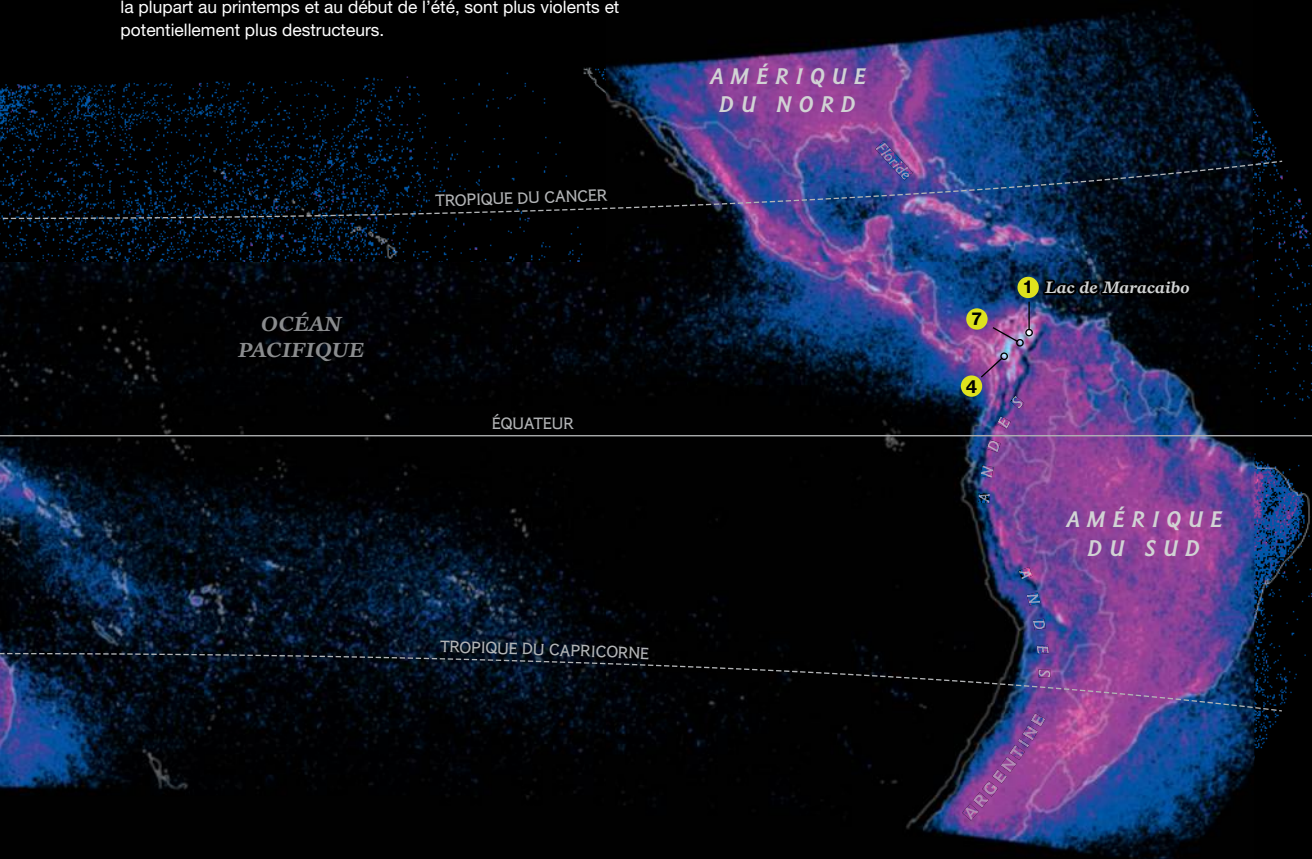 la plupart au printemps et au début de l'été, sont plus violents et
potentiellement plus destructeurs.
AMÉRIQUE
DU NORD
Floride
TROPIQUE DU CANCER
1 Lac de Maracaibo
7
OCÉAN
PACIFIQUE
4
ÉQUATEUR
ANDES
AMÉRIQUE
DU SUD
ANDES
TROPIQUE DU CAPRICORNE
ARGENTINE